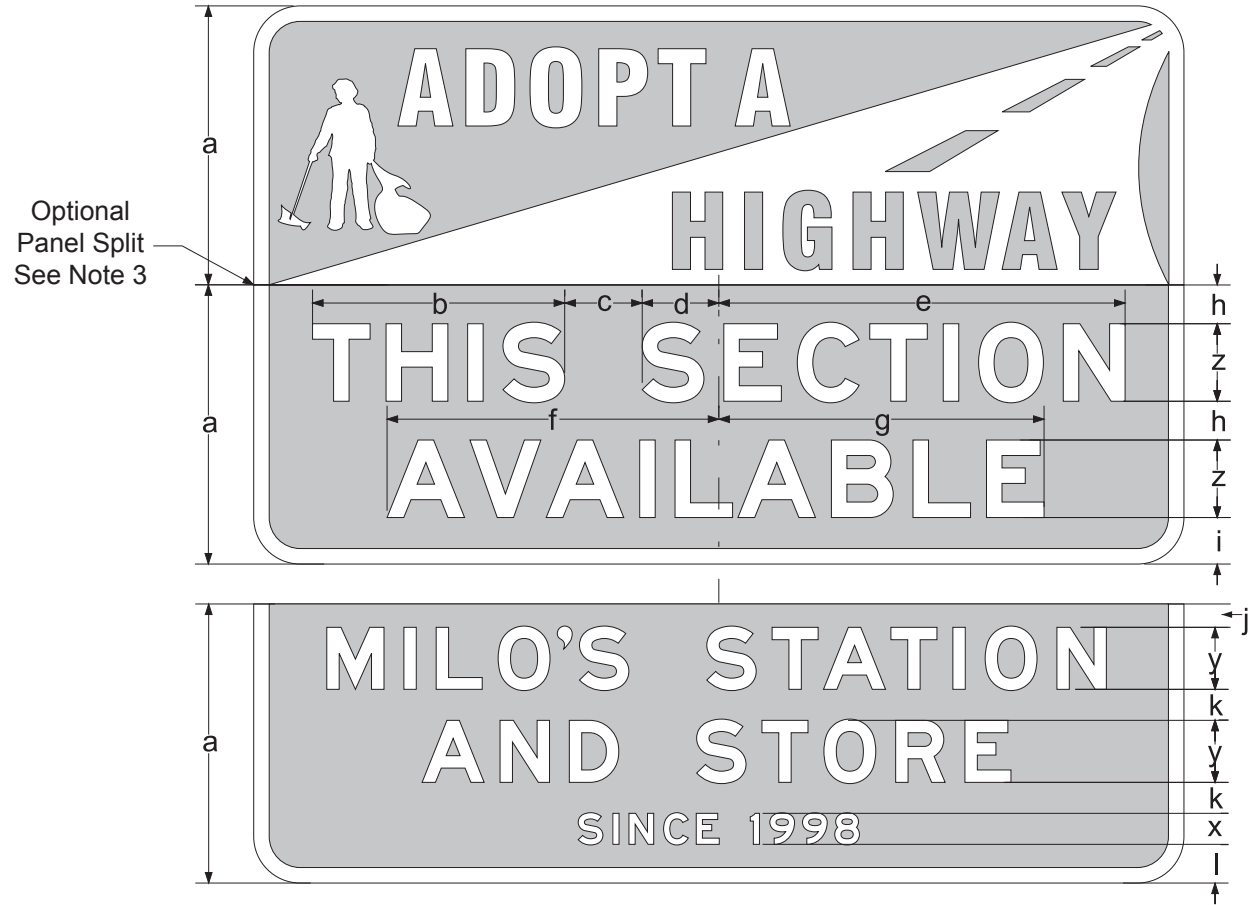 ADOPT A
a
Optional
Panel Split
See Note 3
HIGHWAY
b c d e h
THIS SECTION
z
a
f g h
AVAILABLE
z
i
j
MILO’S STATION
y
k
a
AND STORE
y
k
SINCE 1998
x
l